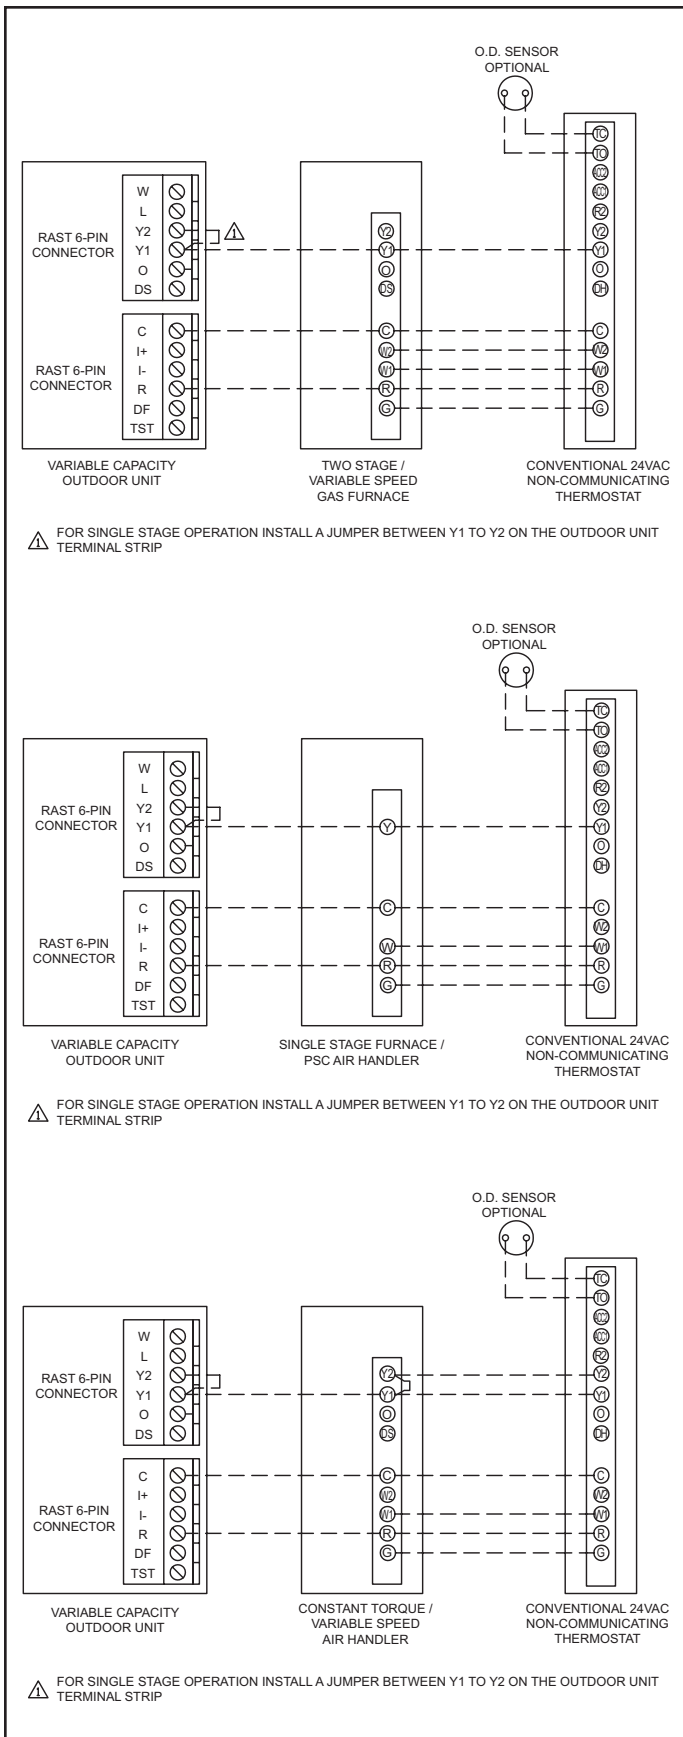 O.D. SENSOR
OPTIONAL
TC
TO
ACC2
ACC1
R2
Y2
Y1
O
DH
C
W2
W1
R
G
W
L
Y2
Y1
O
DS
RAST 6-PIN
CONNECTOR
1
C
I+
I-
R
DF
TST
RAST 6-PIN
CONNECTOR
Y2
Y1
O
DS
C
W2
W1
R
G
VARIABLE CAPACITY
OUTDOOR UNIT
TWO STAGE /
VARIABLE SPEED
GAS FURNACE
CONVENTIONAL 24VAC
NON-COMMUNICATING
THERMOSTAT
1 FOR SINGLE STAGE OPERATION INSTALL A JUMPER BETWEEN Y1 TO Y2 ON THE OUTDOOR UNIT
TERMINAL STRIP
O.D. SENSOR
OPTIONAL
TC
TO
ACC2
ACC1
R2
Y2
Y1
O
DH
C
W2
W1
R
G
W
L
Y2
Y1
O
DS
RAST 6-PIN
CONNECTOR
C
I+
I-
R
DF
TST
RAST 6-PIN
CONNECTOR
Y
C
W
R
G
VARIABLE CAPACITY
OUTDOOR UNIT
SINGLE STAGE FURNACE /
PSC AIR HANDLER
CONVENTIONAL 24VAC
NON-COMMUNICATING
THERMOSTAT
1 FOR SINGLE STAGE OPERATION INSTALL A JUMPER BETWEEN Y1 TO Y2 ON THE OUTDOOR UNIT
TERMINAL STRIP
O.D. SENSOR
OPTIONAL
TC
TO
ACC2
ACC1
R2
Y2
Y1
O
DH
C
W2
W1
R
G
W
L
Y2
Y1
O
DS
RAST 6-PIN
CONNECTOR
C
I+
I-
R
DF
TST
RAST 6-PIN
CONNECTOR
Y2
Y1
O
DS
C
W2
W1
R
G
VARIABLE CAPACITY
OUTDOOR UNIT
CONSTANT TORQUE /
VARIABLE SPEED
AIR HANDLER
CONVENTIONAL 24VAC
NON-COMMUNICATING
THERMOSTAT
1 FOR SINGLE STAGE OPERATION INSTALL A JUMPER BETWEEN Y1 TO Y2 ON THE OUTDOOR UNIT
TERMINAL STRIP